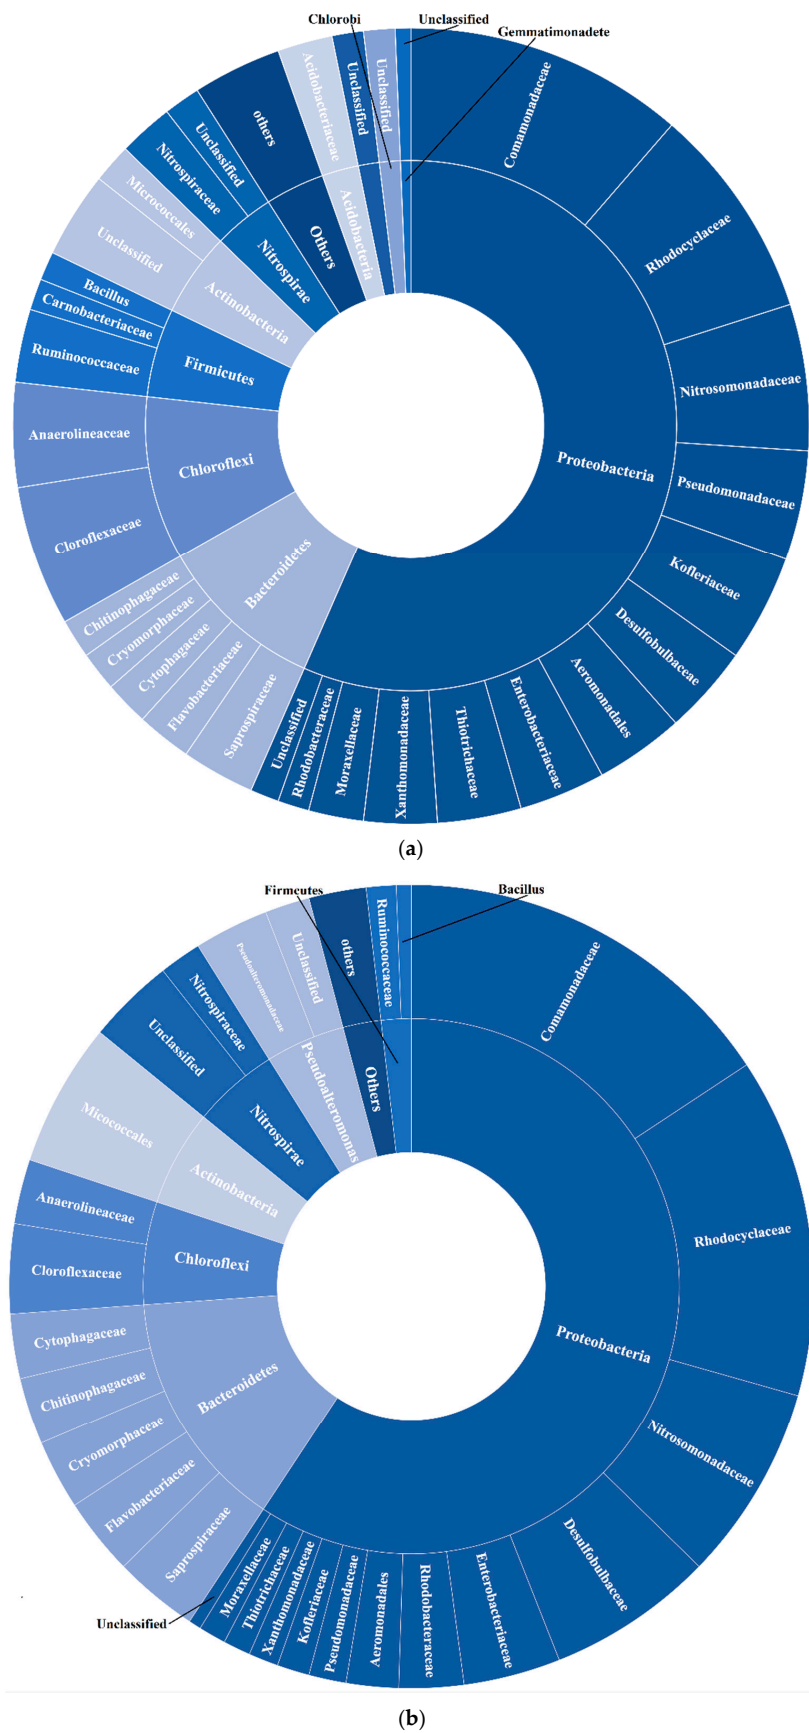 Chlorobi
Unclassified
Gemmatimonadete
Comamonadaceae
Rhodocyclaceae
Nitrosomonadaceae
Pseudomonadaceae
Kofleriaceae
Desulfobulbaceae
Aeromonadales
Enterobacteriaceae
Thiotrichaceae
Xanthomonadaceae
Moraxellaceae
Rhodobacteraceae
Unclassified
Saprospiraceae
Flavobacteriaceae
Cytophagaceae
Cryomorphaceae
Chitinophagaceae
Cloroflexaceae
Anaerolineaceae
Ruminococcaceae
Carnobacteriaceae
Bacillus
Unclassified
Micrococcales
Nitrospiraceae
Unclassified
others
Acidobacteriaceae
Unclassified
Unclassified
Proteobacteria
Bacteroidetes
Chloroflexi
Firmicutes
Actinobacteria
Nitrospirae
Others
Acidobacteria
(a)
Firmcutes
Bacillus
Comamonadaceae
Rhodocyclaceae
Nitrosomonadaceae
Desulfobulbaceae
Enterobacteriaceae
Rhodobacteraceae
Aeromonadales
Pseudomonadaceae
Kofleriaceae
Xanthomonadaceae
Thiotrichaceae
Moraxellaceae
Unclassified
Saprospiraceae
Flavobacteriaceae
Cryomorphaceae
Chitinophagaceae
Cytophagaceae
Cloroflexaceae
Anaerolineaceae
Micococcales
Unclassified
Nitrospiraceae
Pseudoalteromonadaceae
Unclassified
others
Ruminococcaceae
Proteobacteria
Bacteroidetes
Chloroflexi
Actinobacteria
Nitrospirae
Pseudoalteromonas
Others
(b)